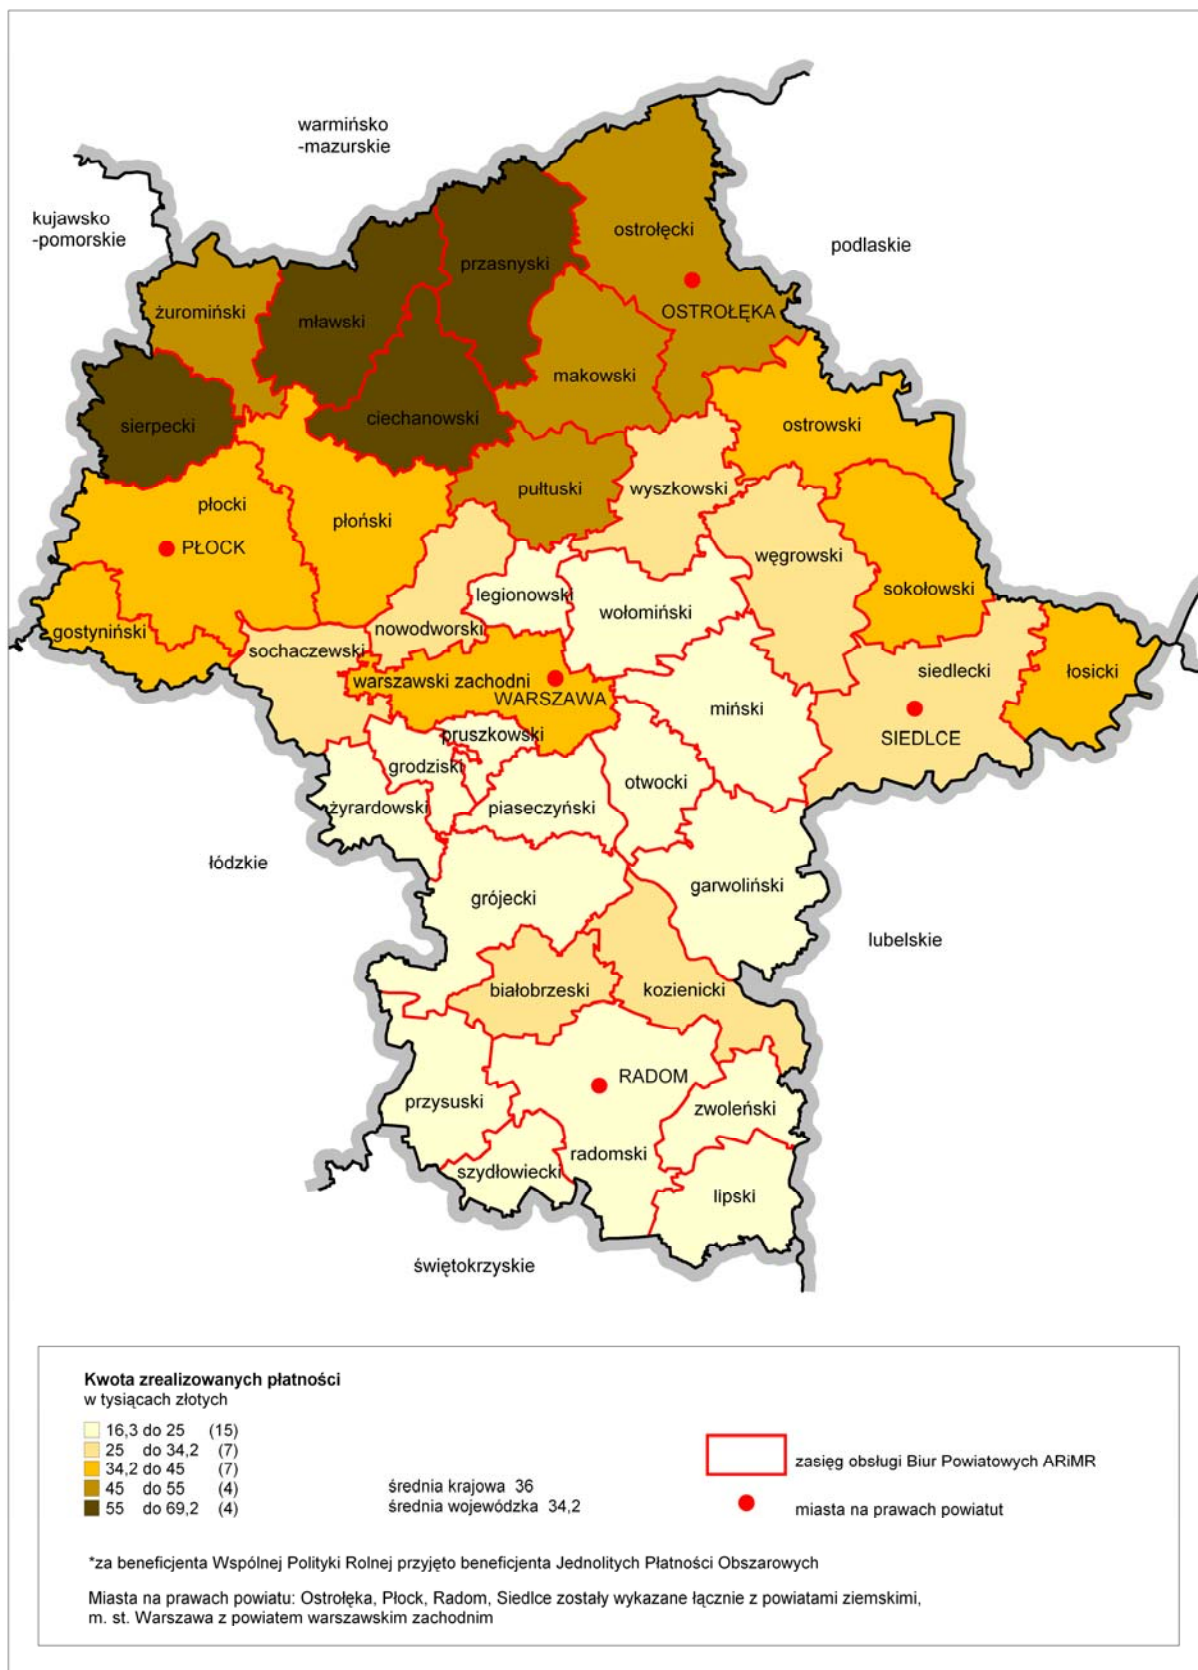 warmińsko
-mazurskie
kujawsko
-pomorskie
podlaskie
ostrołęcki
przasnyski
OSTROŁĘKA
żuromiński
mławski
makowski
ciechanowski
sierpecki
ostrowski
płocki
pułtuski
wyszkowski
płoński
PŁOCK
węgrowski
sokołowski
legionowski
wołomiński
gostyniński
nowodworski
sochaczewski
siedlecki
łosicki
warszawski zachodni
WARSZAWA
miński
SIEDLCE
pruszkowski
grodziski
otwocki
żyrardowski
piaseczyński
łódzkie
garwoliński
grójecki
lubelskie
białobrzeski
kozienicki
RADOM
przysuski
zwoleński
radomski
szydłowiecki
lipski
świętokrzyskie
Kwota zrealizowanych płatności
w tysiącach złotych
16,3 do 25 (15)
25 do 34,2 (7)
34,2 do 45 (7)
45 do 55 (4)
55 do 69,2 (4)
średnia krajowa 36
średnia wojewódzka 34,2
zasięg obsługi Biur Powiatowych ARiMR
miasta na prawach powiatut
*za beneficjenta Wspólnej Polityki Rolnej przyjęto beneficjenta Jednolitych Płatności Obszarowych
Miasta na prawach powiatu: Ostrołęka, Płock, Radom, Siedlce zostały wykazane łącznie z powiatami ziemskimi,
m. st. Warszawa z powiatem warszawskim zachodnim